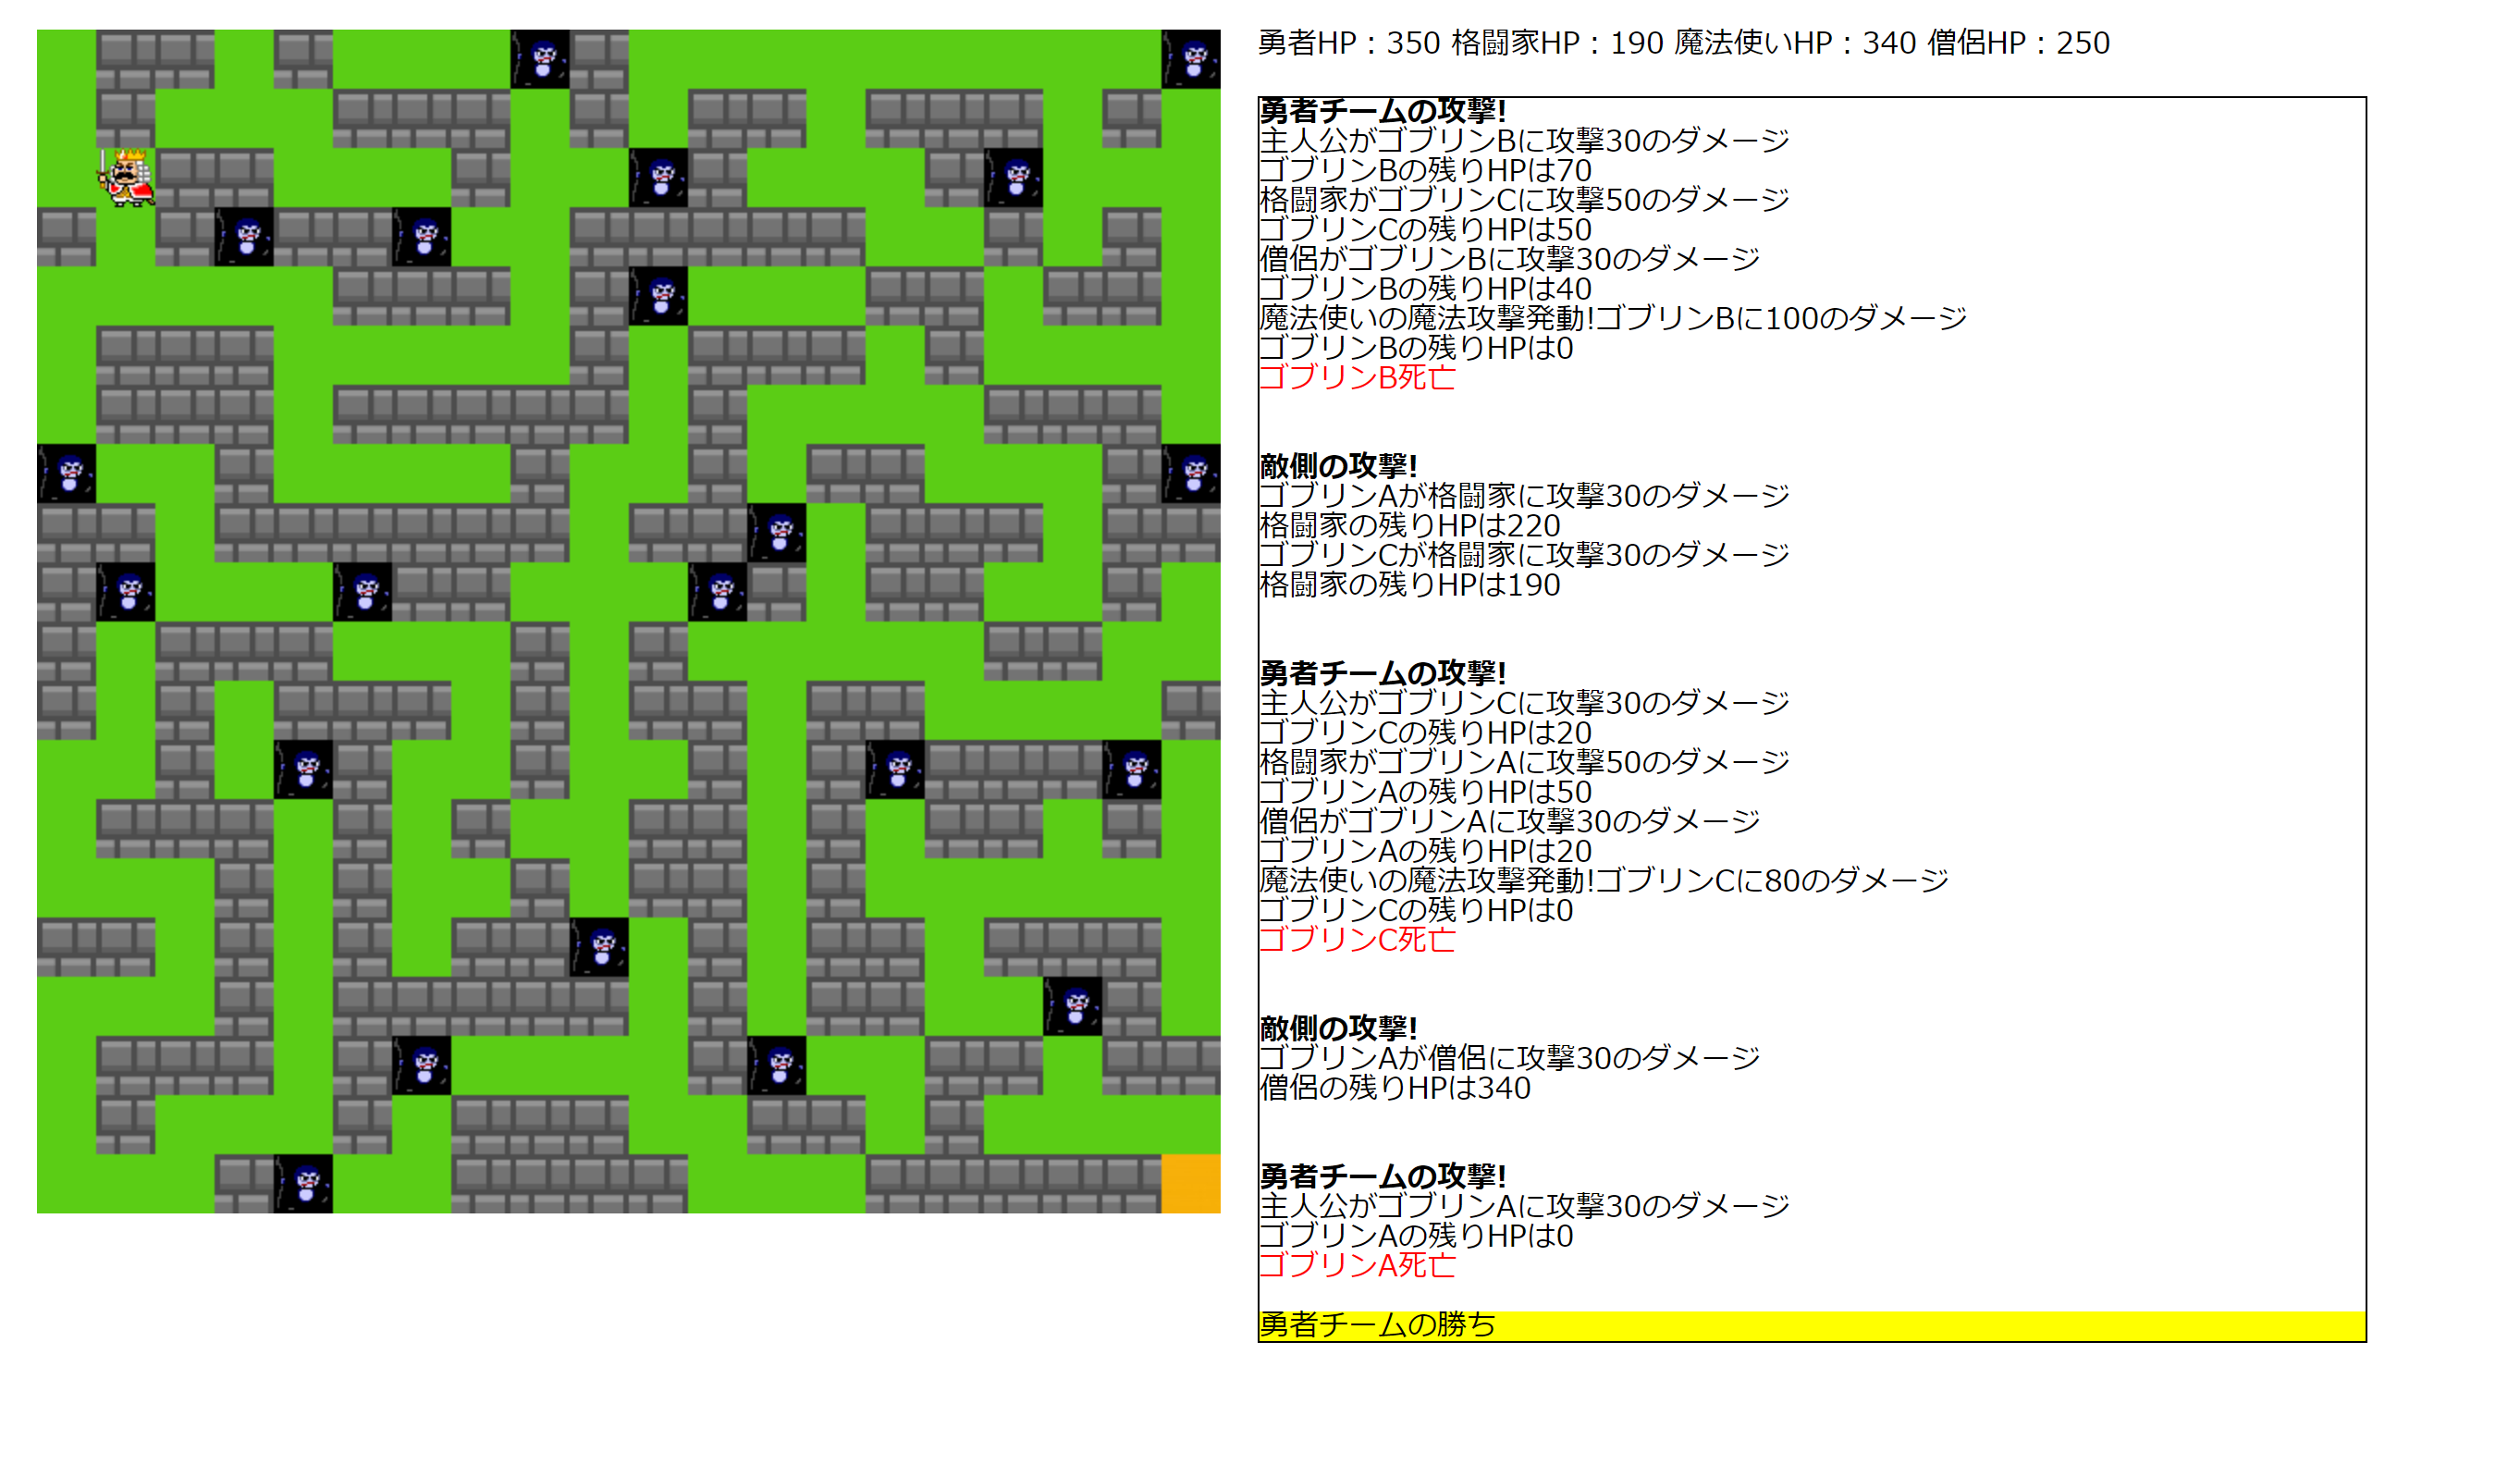 勇者HP：350 格闘家HP：190 魔法使いHP：340 僧侶HP：250
勇者チームの攻撃!
主人公がゴブリンBに攻撃30のダメージ
ゴブリンBの残りHPは70
格闘家がゴブリンCに攻撃50のダメージ
ゴブリンCの残りHPは50
僧侶がゴブリンBに攻撃30のダメージ
ゴブリンBの残りHPは40
魔法使いの魔法攻撃発動!ゴブリンBに100のダメージ
ゴブリンBの残りHPは0
ゴブリンB死亡
敵側の攻撃!
ゴブリンAが格闘家に攻撃30のダメージ
格闘家の残りHPは220
ゴブリンCが格闘家に攻撃30のダメージ
格闘家の残りHPは190
勇者チームの攻撃!
主人公がゴブリンCに攻撃30のダメージ
ゴブリンCの残りHPは20
格闘家がゴブリンAに攻撃50のダメージ
ゴブリンAの残りHPは50
僧侶がゴブリンAに攻撃30のダメージ
ゴブリンAの残りHPは20
魔法使いの魔法攻撃発動!ゴブリンCに80のダメージ
ゴブリンCの残りHPは0
ゴブリンC死亡
敵側の攻撃!
ゴブリンAが僧侶に攻撃30のダメージ
僧侶の残りHPは340
勇者チームの攻撃!
主人公がゴブリンAに攻撃30のダメージ
ゴブリンAの残りHPは0
ゴブリンA死亡
勇者チームの勝ち